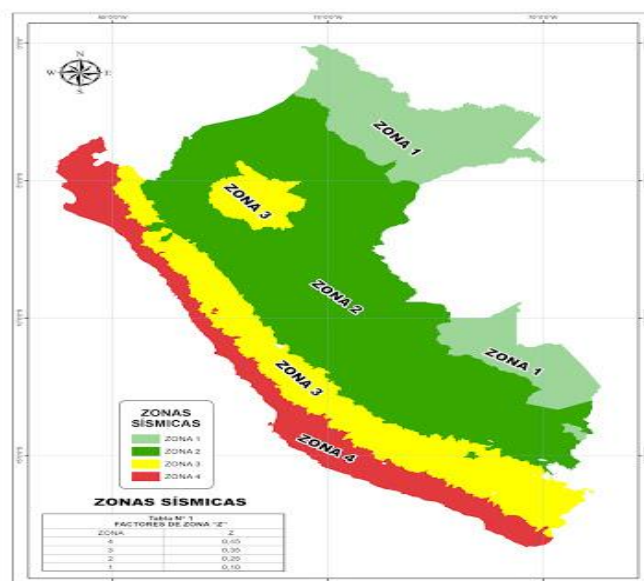 N
W E
S
ZONA 1
ZONA 3
ZONA 2
ZONA 1
ZONA 3
ZONA 4
ZONAS
SÍSMICAS
ZONA 1
ZONA 2
ZONA 3
ZONA 4
ZONAS SÍSMICAS
Tabla N° 1
FACTORES DE ZONA "Z"
ZONA Z
4 0,45
3 0,35
2 0,25
1 0,10